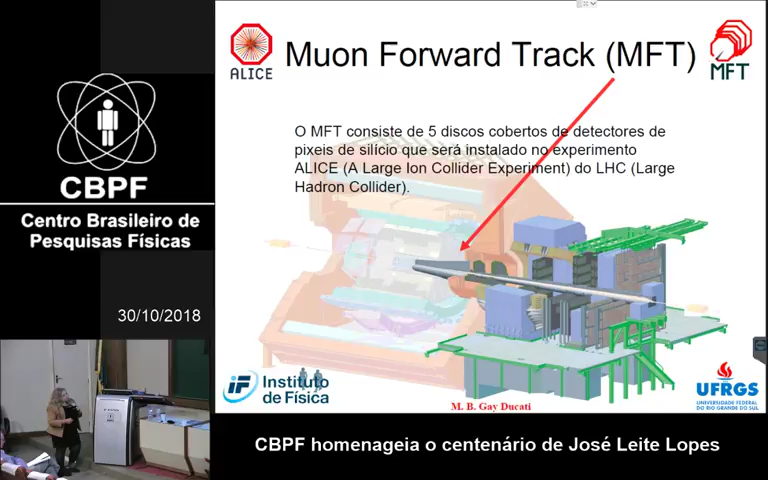 ALICE
Muon Forward Track (MFT)
MFT
O MFT consiste de 5 discos cobertos de detectores de
pixeis de silício que será instalado no experimento
ALICE (A Large Ion Collider Experiment) do LHC (Large
Hadron Collider).
CBPF
Centro Brasileiro de
Pesquisas Físicas
30/10/2018
iF Instituto
de Física
M. B. Gay Ducati
UFRGS
UNIVERSIDADE FEDERAL
DO RIO GRANDE DO SUL
CBPF homenageia o centenário de José Leite Lopes